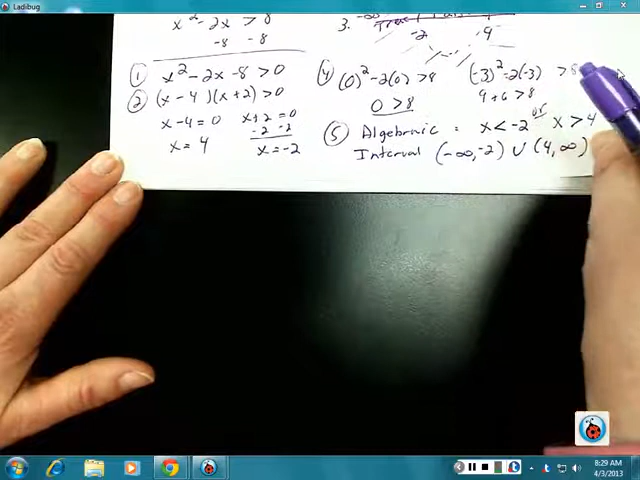 Ladibug
x² - 2x > 8
-8 -8
① x² - 2x - 8 > 0
② (x - 4)(x + 2) > 0
x - 4 = 0 x + 2 = 0
-2 -2
x = 4 x = -2
3. -∞
-2 4
④ (0)² - 2(0) > 8 (-3)² - 2(-3) > 8
9 + 6 > 8
0 > 8
⑤ Algebraic = x < -2 or x > 4
Interval (-∞, -2) ∪ (4, ∞)
8:29 AM
4/3/2013